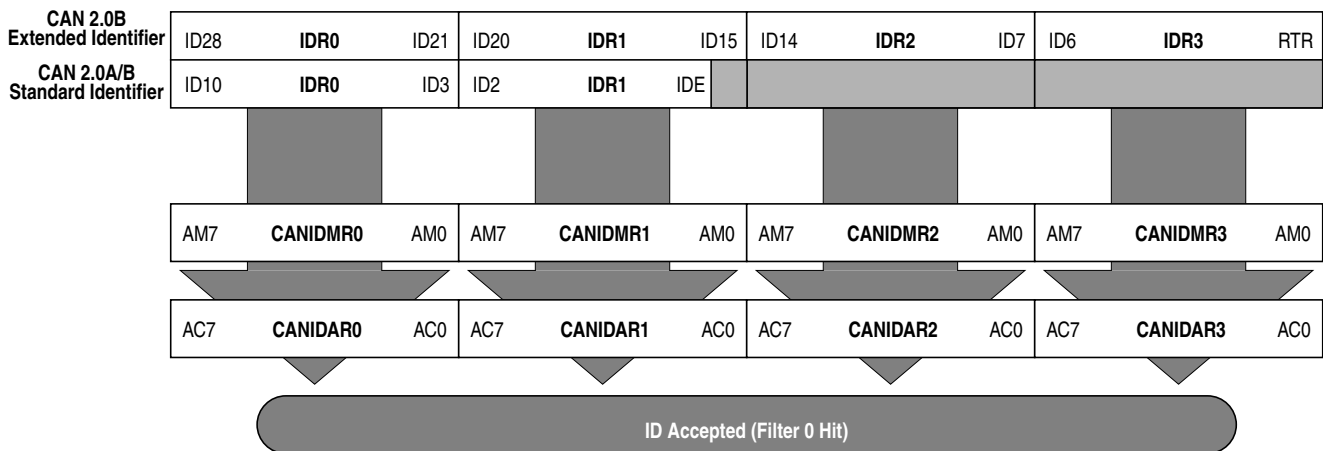 CAN 2.0B
Extended Identifier
ID28 IDR0 ID21 ID20 IDR1 ID15 ID14 IDR2 ID7 ID6 IDR3 RTR
CAN 2.0A/B
Standard Identifier
ID10 IDR0 ID3 ID2 IDR1 IDE
AM7 CANIDMR0 AM0 AM7 CANIDMR1 AM0 AM7 CANIDMR2 AM0 AM7 CANIDMR3 AM0
AC7 CANIDAR0 AC0 AC7 CANIDAR1 AC0 AC7 CANIDAR2 AC0 AC7 CANIDAR3 AC0
ID Accepted (Filter 0 Hit)